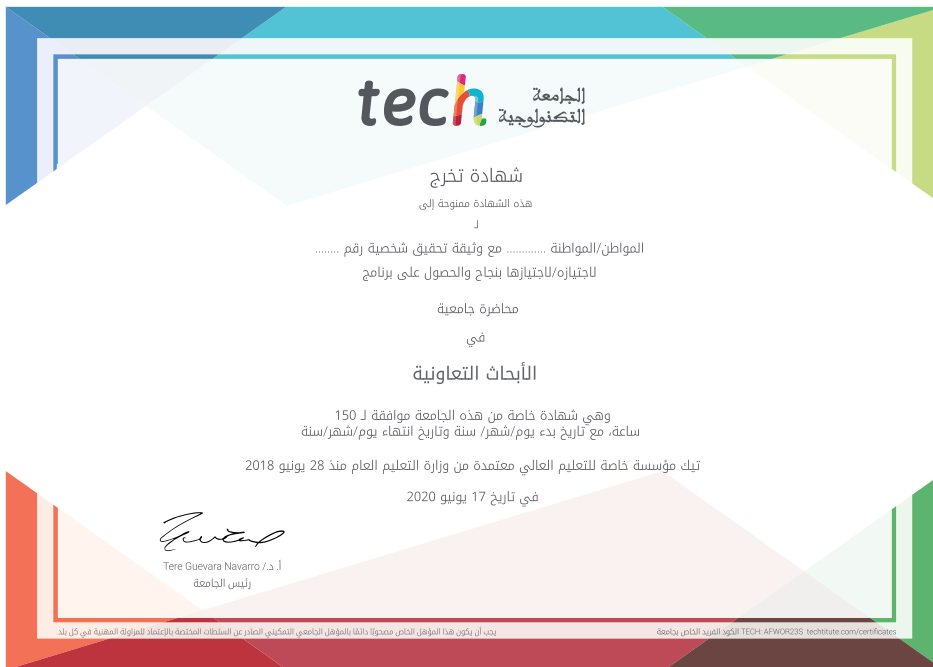 tech الجامعة
التكنولوجية
شهادة تخرج
هذه الشهادة ممنوحة إلى
لـ
المواطن/المواطنة ............. مع وثيقة تحقيق شخصية رقم ........
لاجتيازه/لاجتيازها بنجاح والحصول على برنامج
محاضرة جامعية
في
الأبحاث التعاونية
وهي شهادة خاصة من هذه الجامعة موافقة لـ 150
ساعة، مع تاريخ بدء يوم/شهر/ سنة وتاريخ انتهاء يوم/شهر/سنة
تيك مؤسسة خاصة للتعليم العالي معتمدة من وزارة التعليم العام منذ 28 يونيو 2018
في تاريخ 17 يونيو 2020
أ. د./ Tere Guevara Navarro
رئيس الجامعة
يجب أن يكون هذا المؤهل الخاص مصحوبًا دائمًا بالمؤهل الجامعي التمكيني الصادر عن السلطات المختصة بالإعتماد للمزاولة المهنية في كل بلد.
الكود الفريد الخاص بجامعة TECH: AFWOR23S techtitute.com/certificates